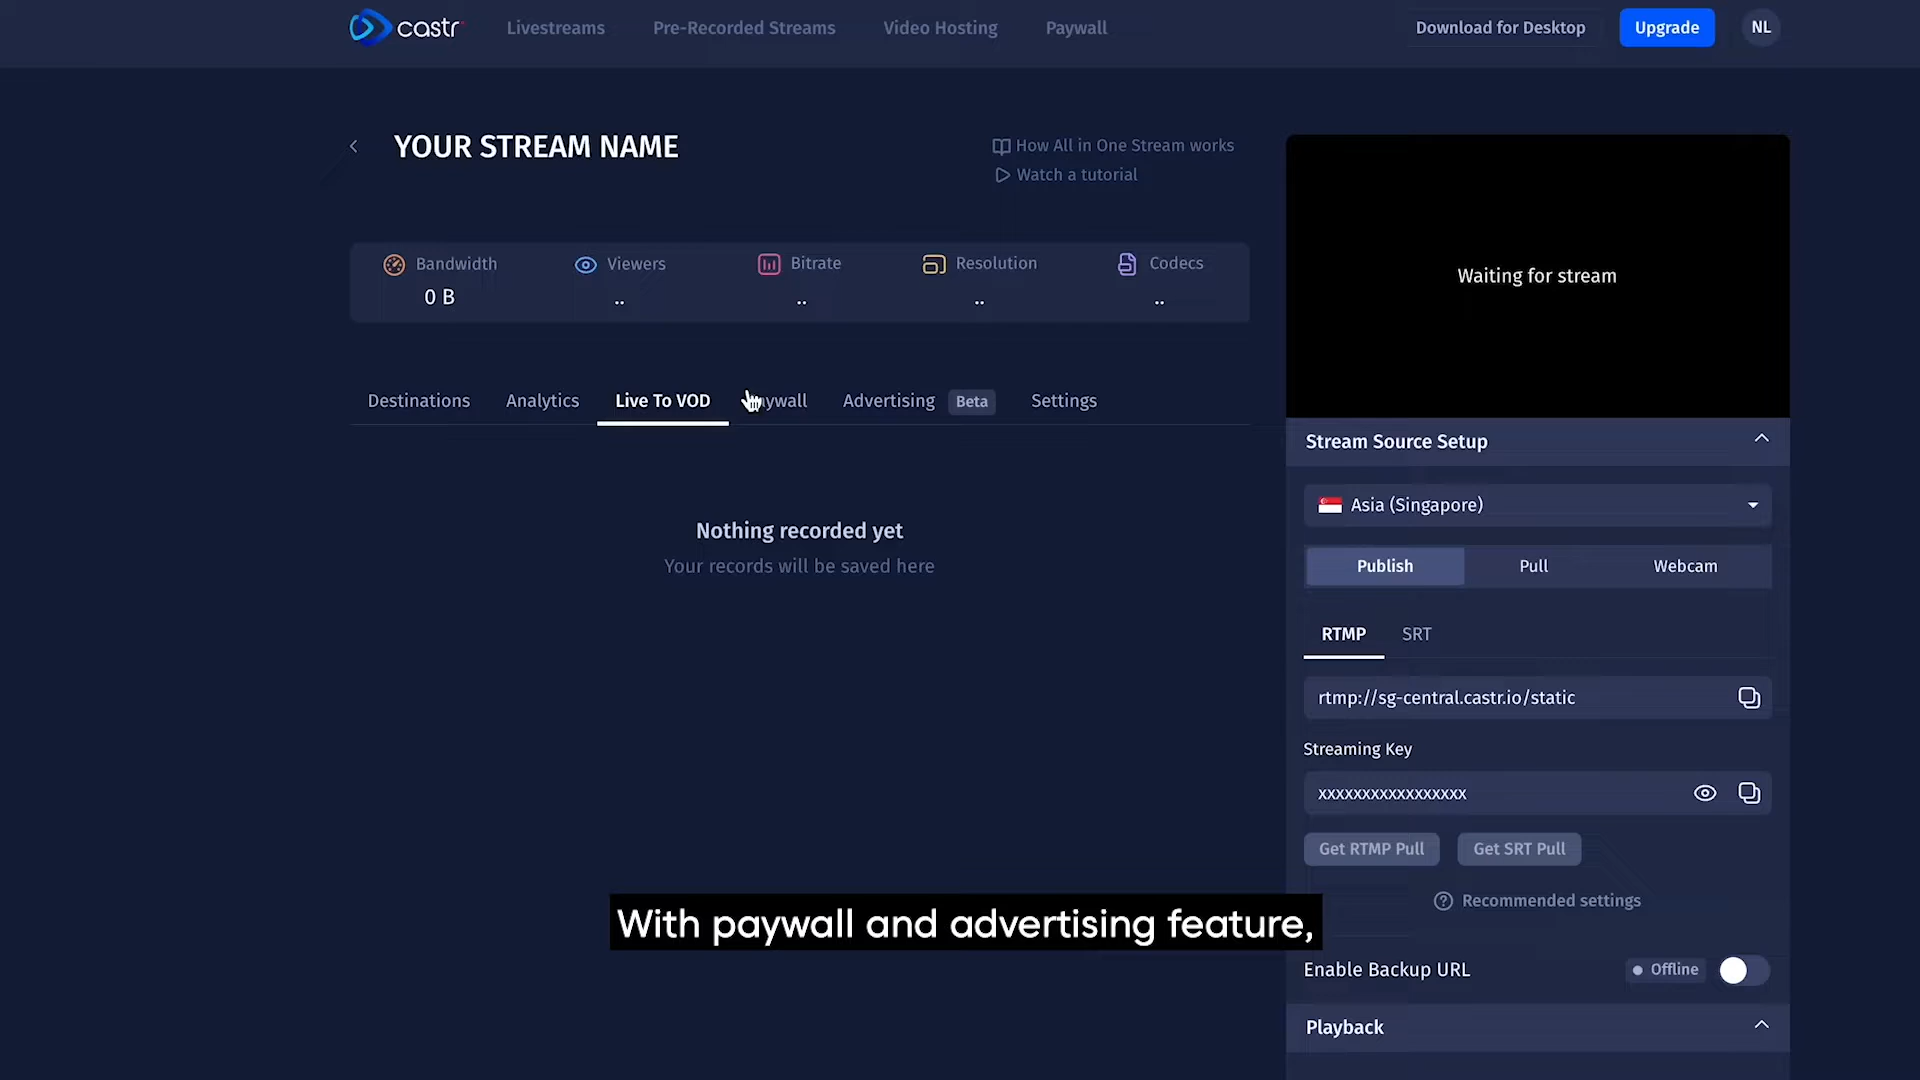 castr
Livestreams
Pre-Recorded Streams
Video Hosting
Paywall
Download for Desktop
Upgrade
NL
YOUR STREAM NAME
How All in One Stream works
Watch a tutorial
Bandwidth
0 B
Viewers
..
Bitrate
..
Resolution
..
Codecs
..
Destinations
Analytics
Live To VOD
ywall
Advertising
Beta
Settings
Nothing recorded yet
Your records will be saved here
Waiting for stream
Stream Source Setup
Asia (Singapore)
Publish
Pull
Webcam
RTMP
SRT
rtmp://sg-central.castr.io/static
Streaming Key
xxxxxxxxxxxxxxxxx
Get RTMP Pull
Get SRT Pull
Recommended settings
Enable Backup URL
Offline
Playback
With paywall and advertising feature,